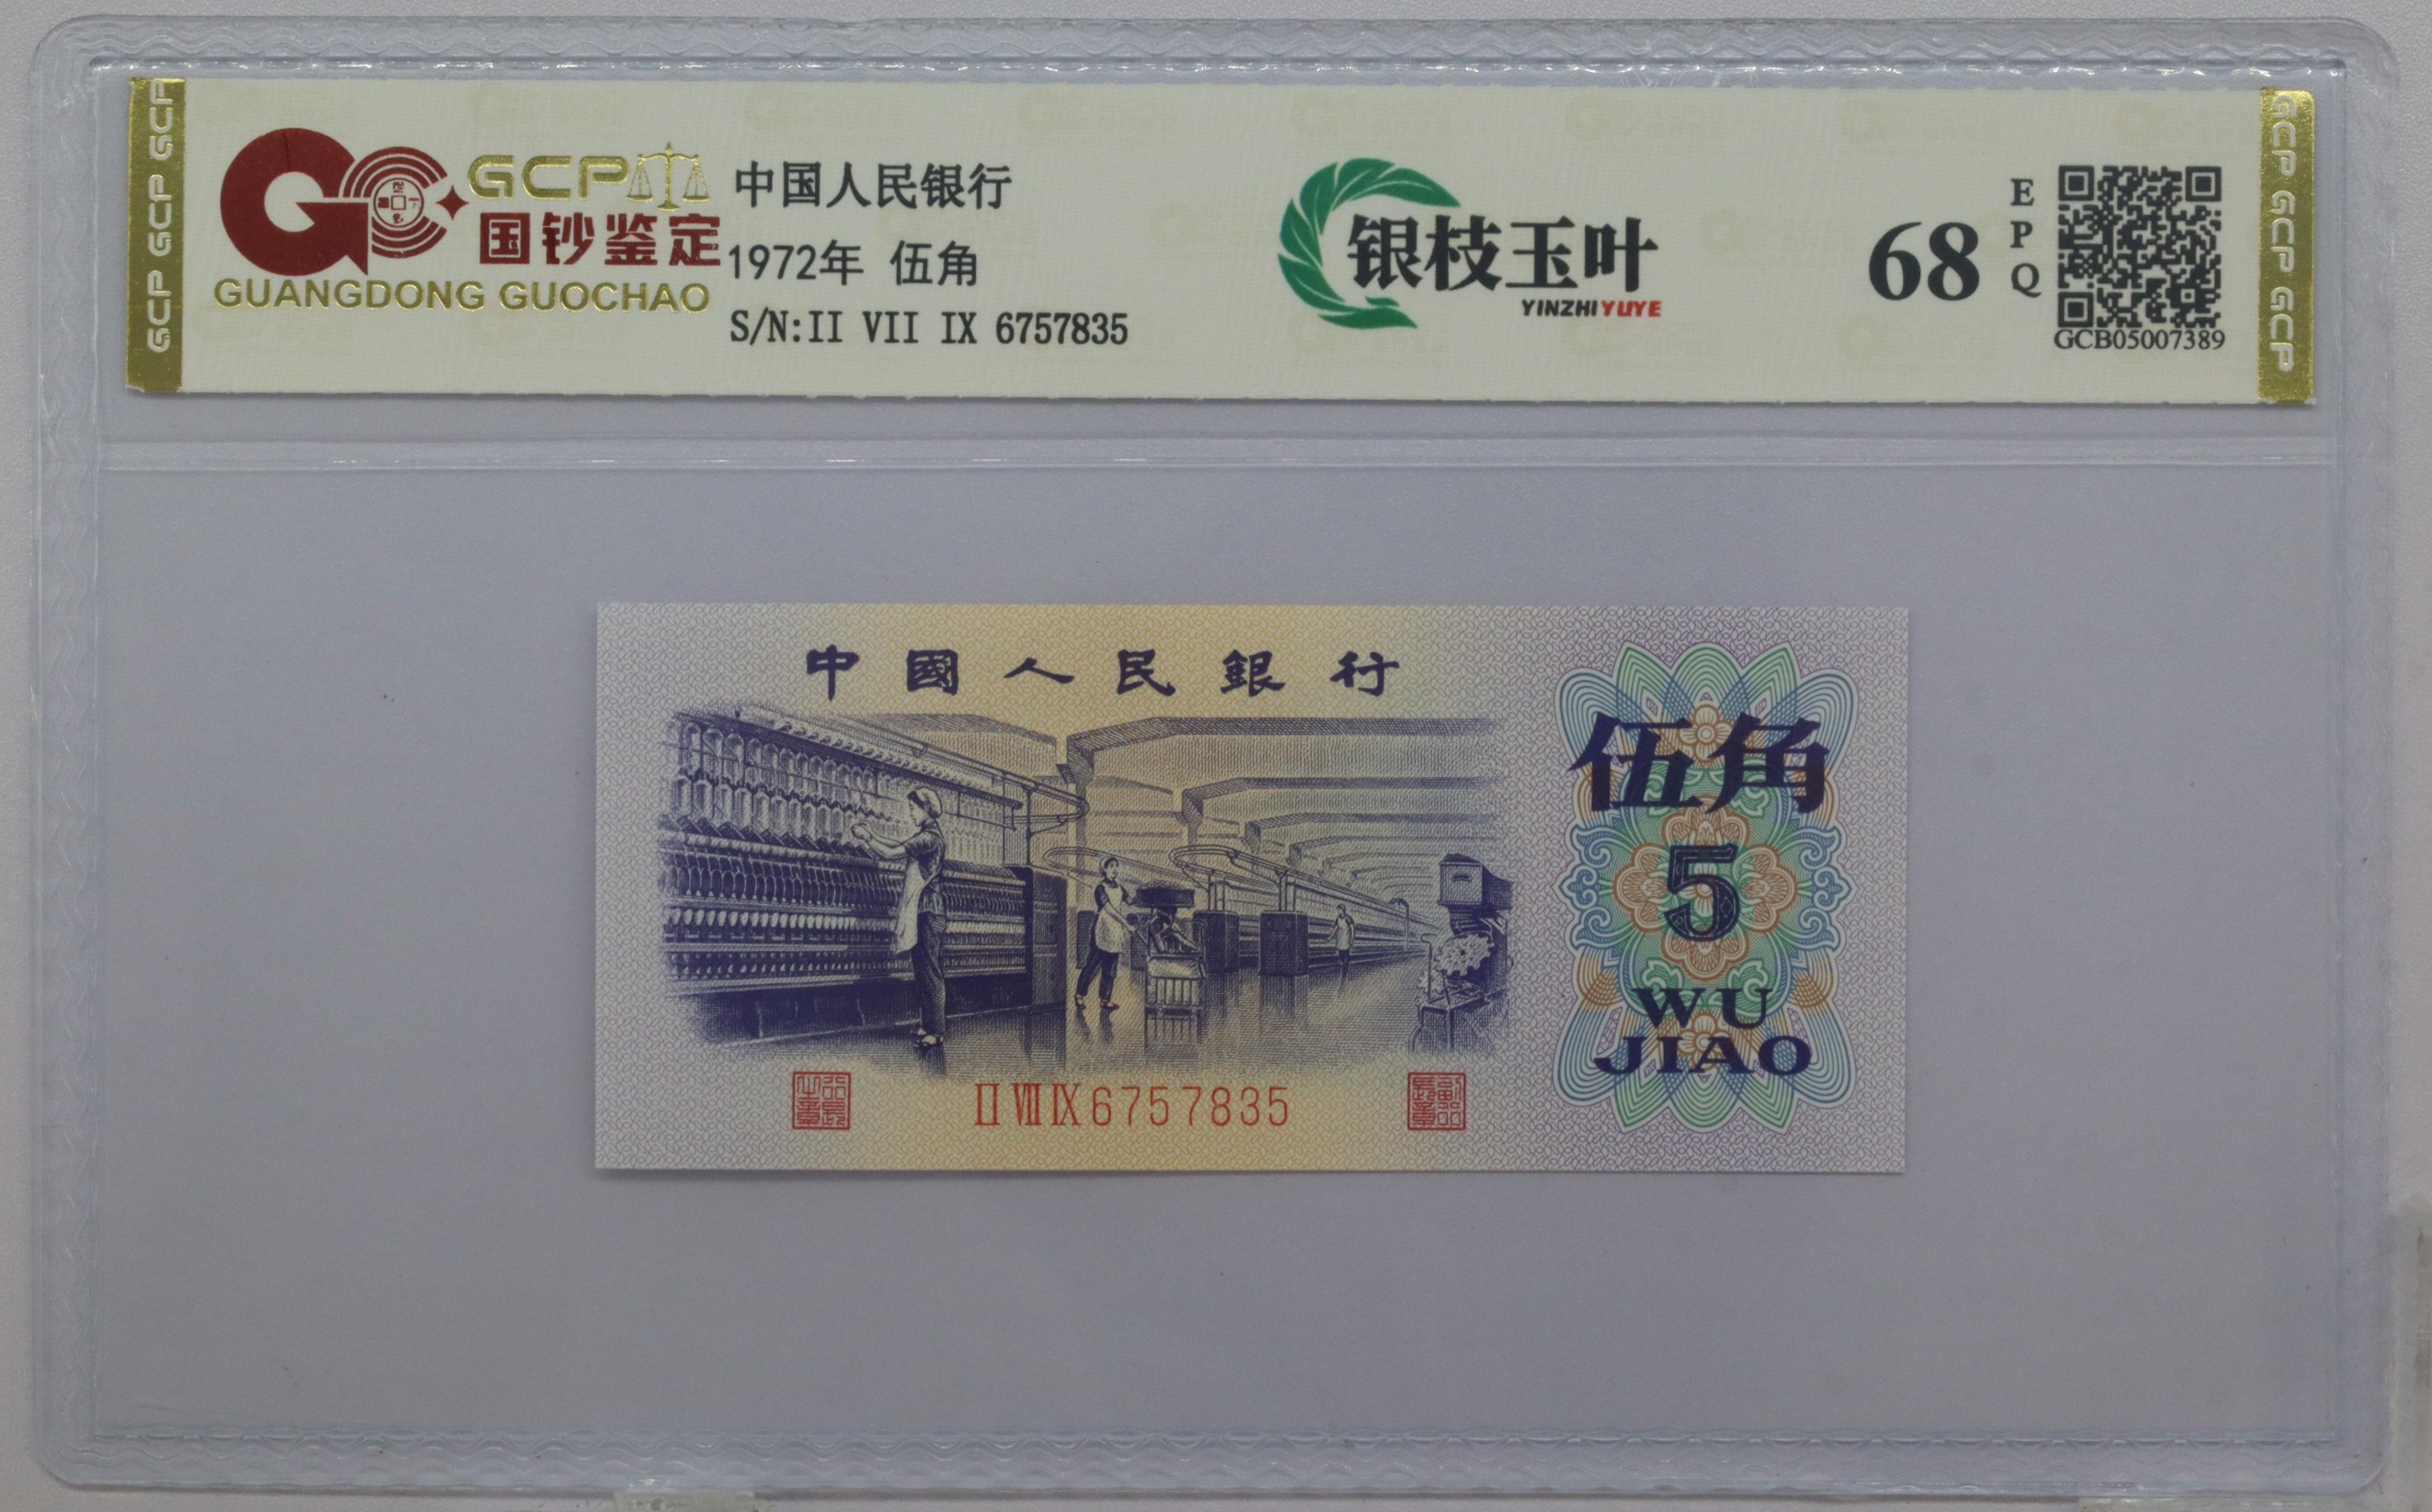 GCP GCP GCP
GCP
国钞鉴定
GUANGDONG GUOCHAO
中国人民银行
1972年 伍角
S/N:II VII IX 6757835
银枝玉叶
YINZHIYUYE
68
EPQ
GCB05007389
GCP GCP GCP
中國人民銀行
伍角
5
WU
JIAO
II VII IX 6757835